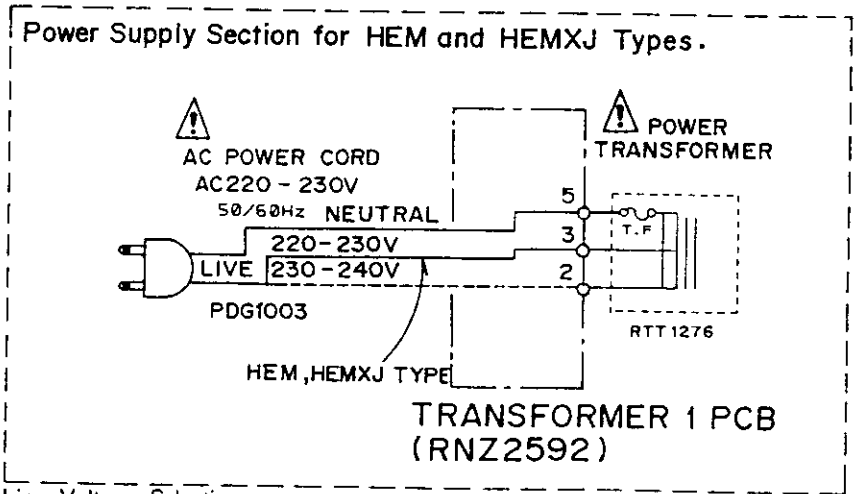 Power Supply Section for HEM and HEMXJ Types.
AC POWER CORD
AC220-230V
50/60Hz NEUTRAL
220-230V
LIVE 230-240V
PDG1003
HEM,HEMXJ TYPE
5
3
2
POWER
TRANSFORMER
T.F
RTT1276
TRANSFORMER 1 PCB
(RNZ2592)